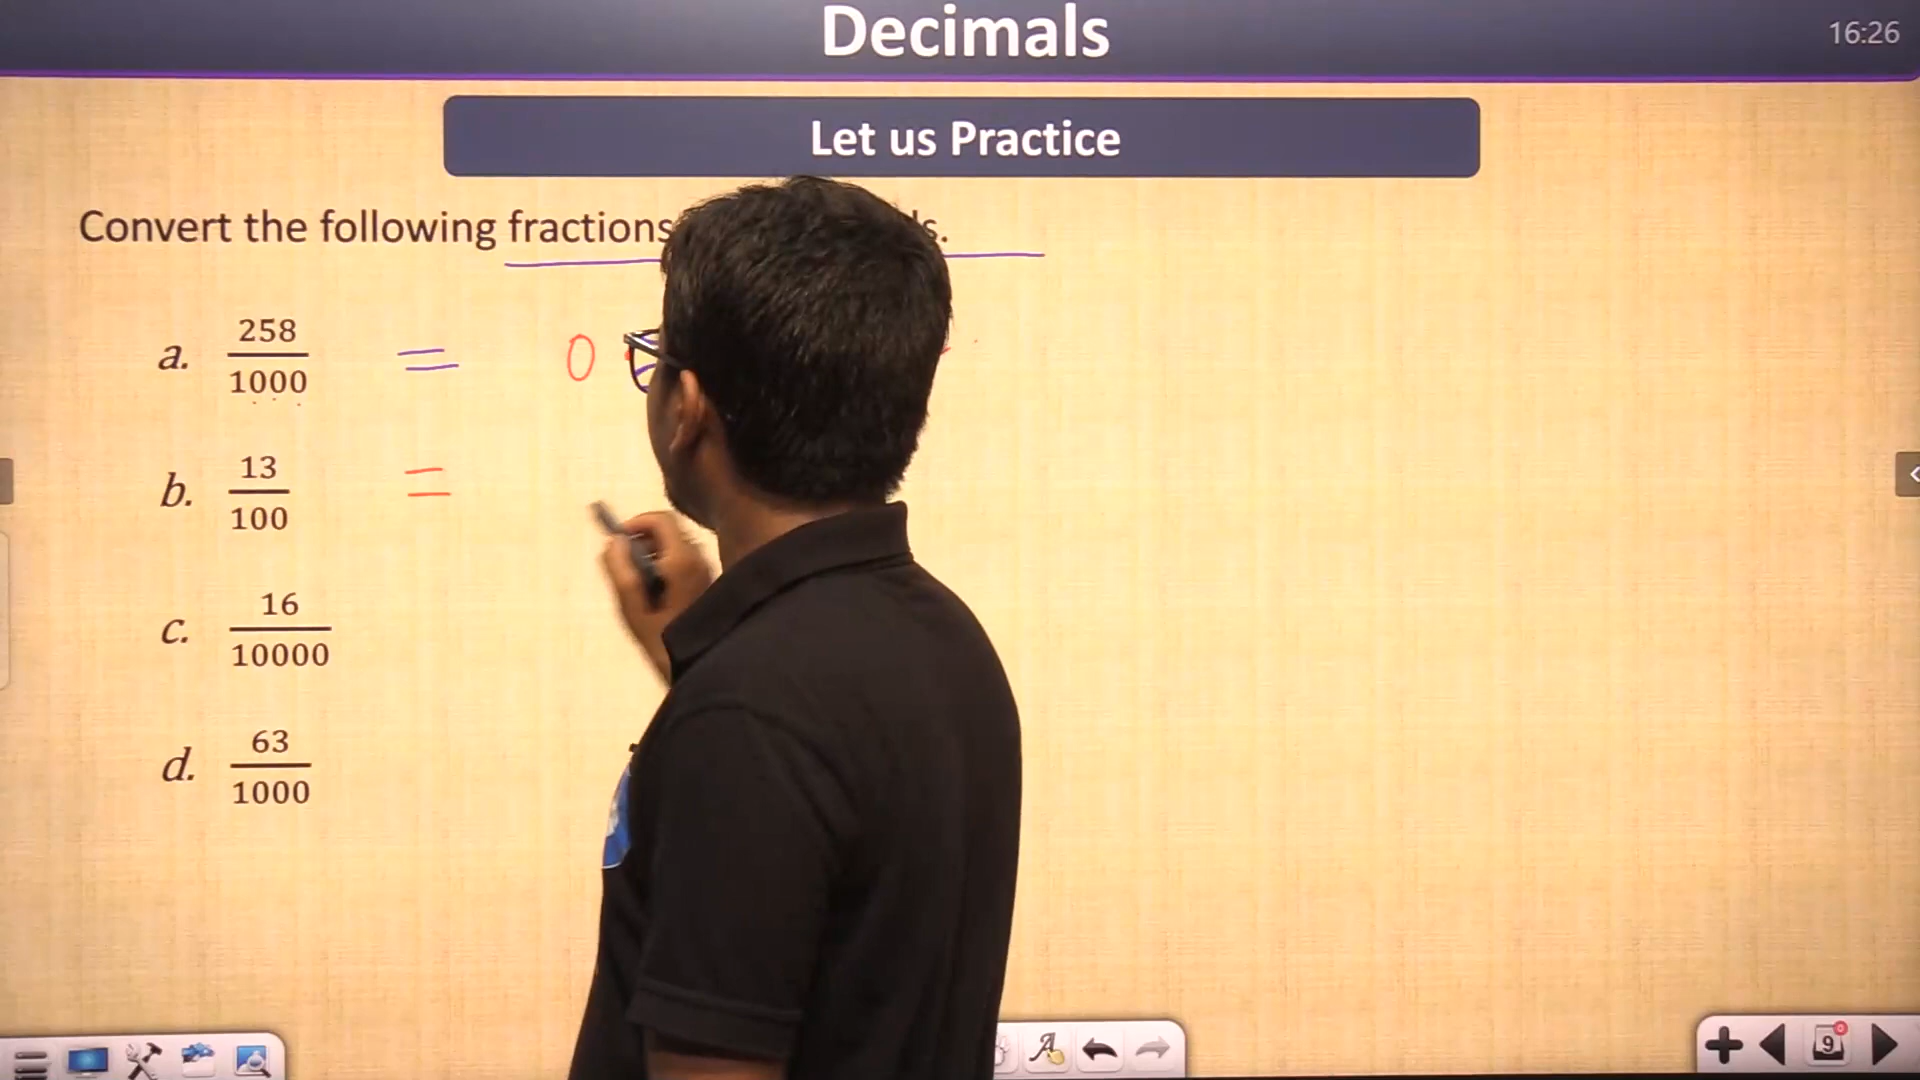 Decimals
16:26
Let us Practice
Convert the following fractions s.
a. 258/1000 = 0
b. 13/100 =
c. 16/10000
d. 63/1000
9